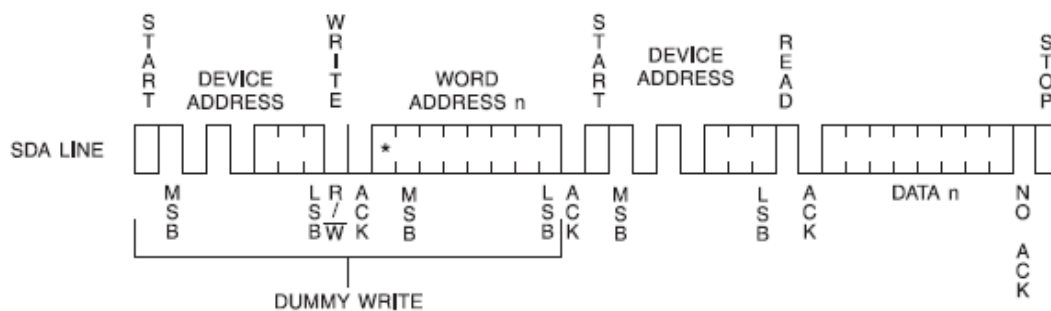 START
DEVICE
ADDRESS
WRITE
WORD
ADDRESS n
START
DEVICE
ADDRESS
READ
STOP
SDA LINE
*
MSB
LSB
R/W
ACK
MSB
LSB
ACK
MSB
LSB
ACK
DATA n
NO ACK
DUMMY WRITE